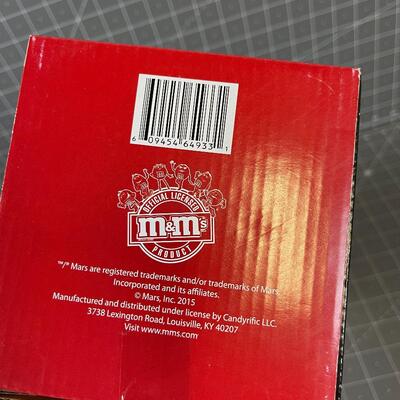 6 09454 64933 1
OFFICIAL LICENSED
m&m's
PRODUCT
™/® Mars are registered trademarks and/or trademarks of Mars,
Incorporated and its affiliates.
© Mars, Inc. 2015
Manufactured and distributed under license by Candyrific LLC.
3738 Lexington Road, Louisville, KY 40207
Visit www.mms.com